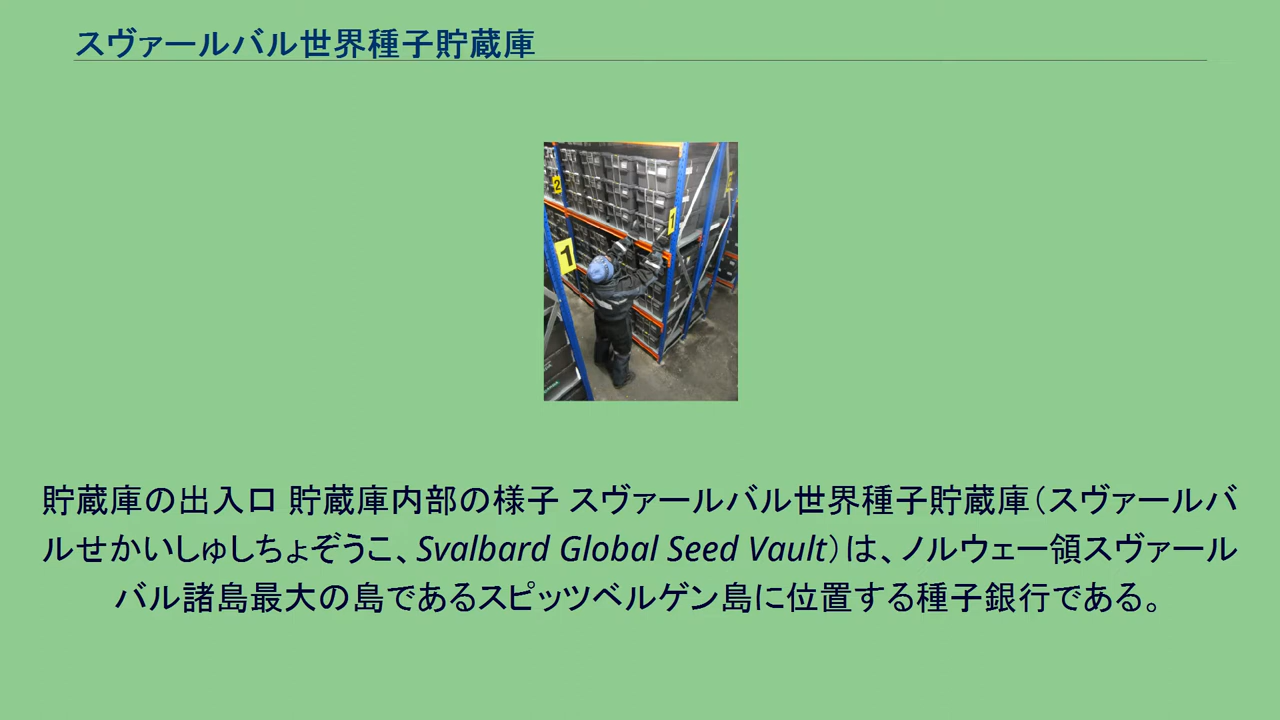 スヴァールバル世界種子貯蔵庫
2
1
1
貯蔵庫の出入口 貯蔵庫内部の様子 スヴァールバル世界種子貯蔵庫（スヴァールバ
ルせかいしゅしちょぞうこ、Svalbard Global Seed Vault）は、ノルウェー領スヴァール
バル諸島最大の島であるスピッツベルゲン島に位置する種子銀行である。